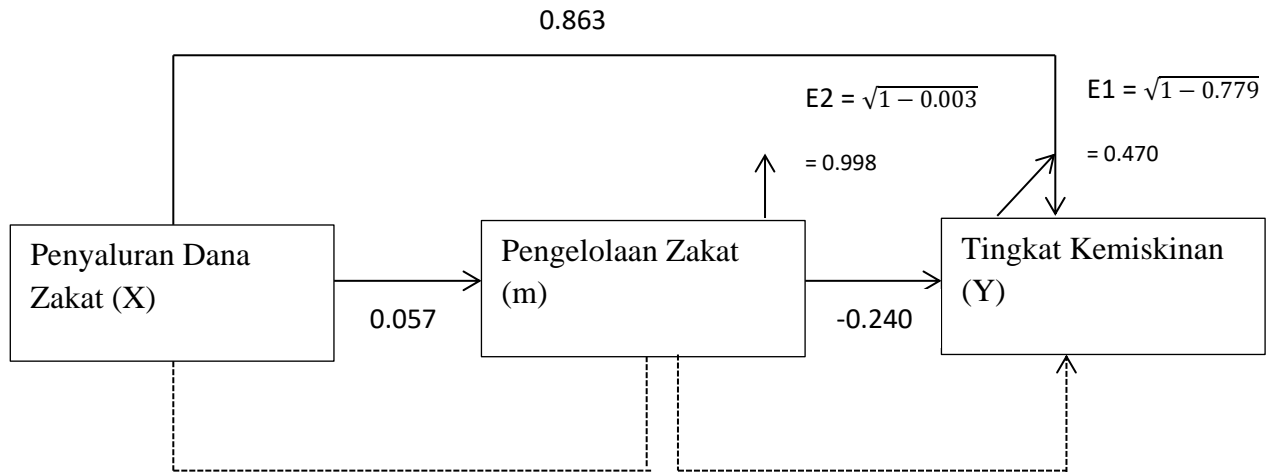 0.863
E2 = √1 − 0.003
= 0.998
E1 = √1 − 0.779
= 0.470
Penyaluran Dana
Zakat (X)
0.057
Pengelolaan Zakat
(m)
-0.240
Tingkat Kemiskinan
(Y)